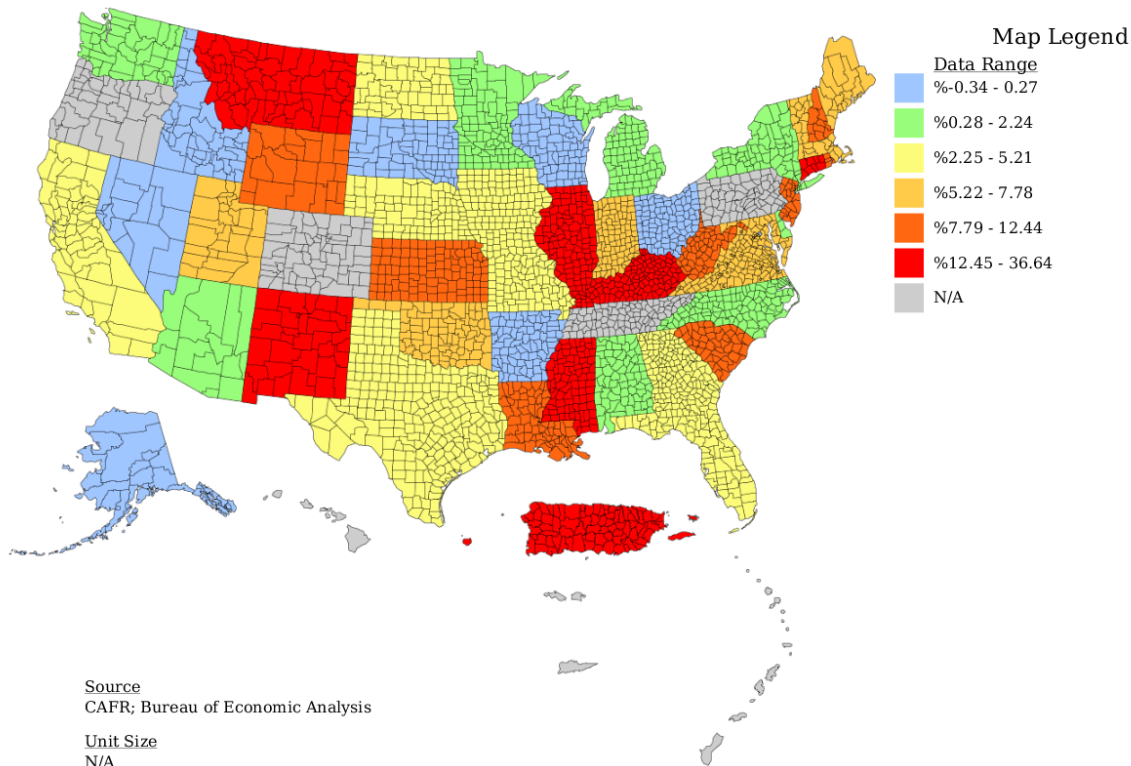 Map Legend
Data Range
%-0.34 - 0.27
%0.28 - 2.24
%2.25 - 5.21
%5.22 - 7.78
%7.79 - 12.44
%12.45 - 36.64
N/A
Source
CAFR; Bureau of Economic Analysis
Unit Size
N/A